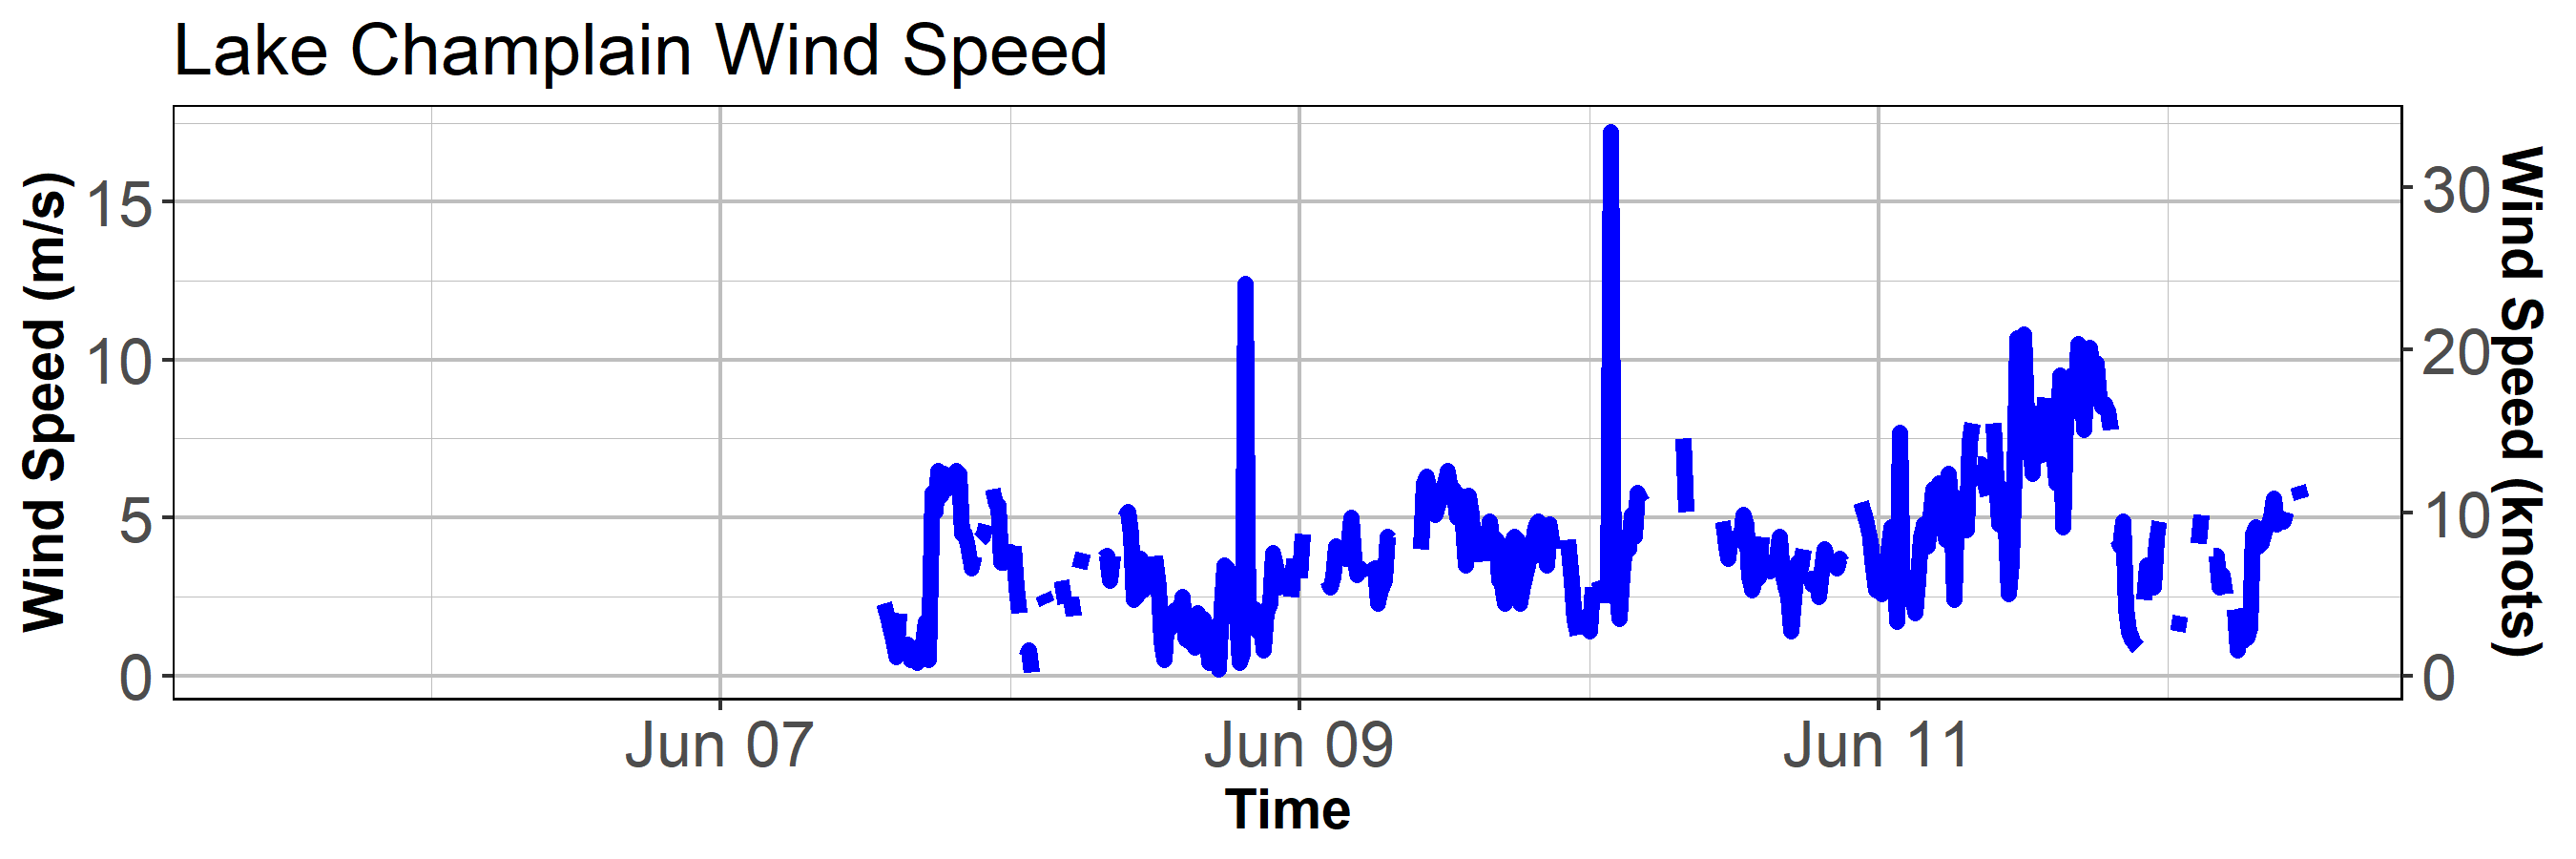 Lake Champlain Wind Speed
Wind Speed (m/s)
15
10
5
0
30
20
10
0
Wind Speed (knots)
Jun 07
Jun 09
Jun 11
Time